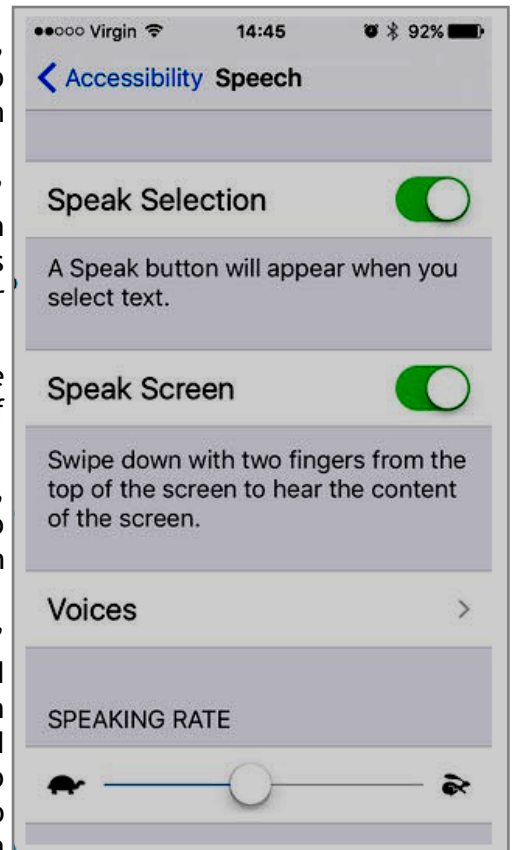 Virgin 14:45 92%
Accessibility Speech
Speak Selection
A Speak button will appear when you
select text.
Speak Screen
Swipe down with two fingers from the
top of the screen to hear the content
of the screen.
Voices
SPEAKING RATE